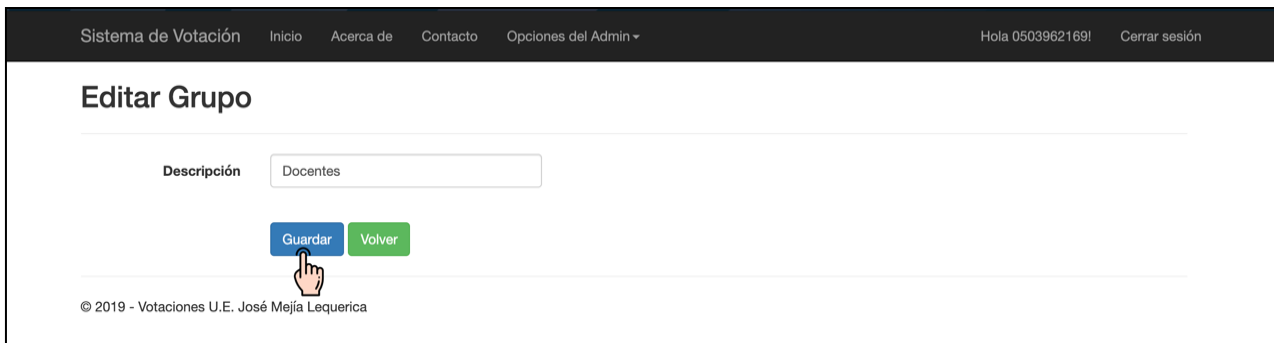 Sistema de Votación Inicio Acerca de Contacto Opciones del Admin Hola 0503962169! Cerrar sesión
Editar Grupo
Descripción Docentes
Guardar Volver
© 2019 - Votaciones U.E. José Mejía Lequerica